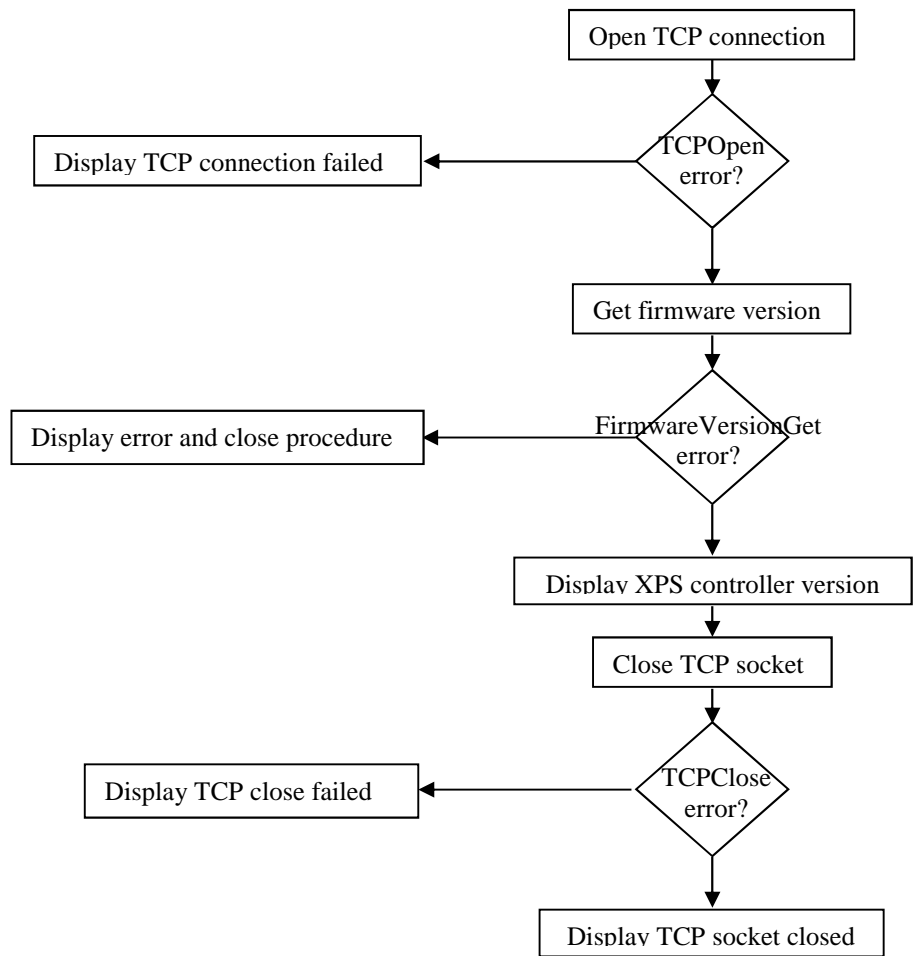 Open TCP connection
TCPOpen
error?
Display TCP connection failed
Get firmware version
FirmwareVersionGet
error?
Display error and close procedure
Display XPS controller version
Close TCP socket
TCPClose
error?
Display TCP close failed
Display TCP socket closed